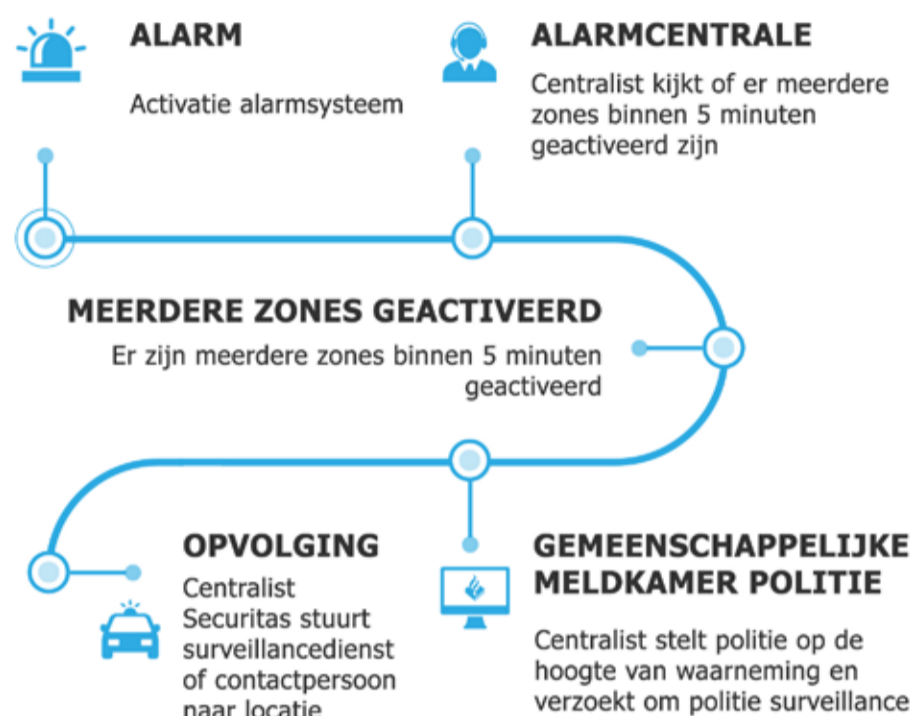 ALARM
Activatie alarmsysteem
ALARMCENTRALE
Centralist kijkt of er meerdere
zones binnen 5 minuten
geactiveerd zijn
MEERDERE ZONES GEACTIVEERD
Er zijn meerdere zones binnen 5 minuten
geactiveerd
OPVOLGING
Centralist
Securitas stuurt
surveillancedienst
of contactpersoon
naar locatie
GEMEENSCHAPPELIJKE
MELDKAMER POLITIE
Centralist stelt politie op de
hoogte van waarneming en
verzoekt om politie surveillance